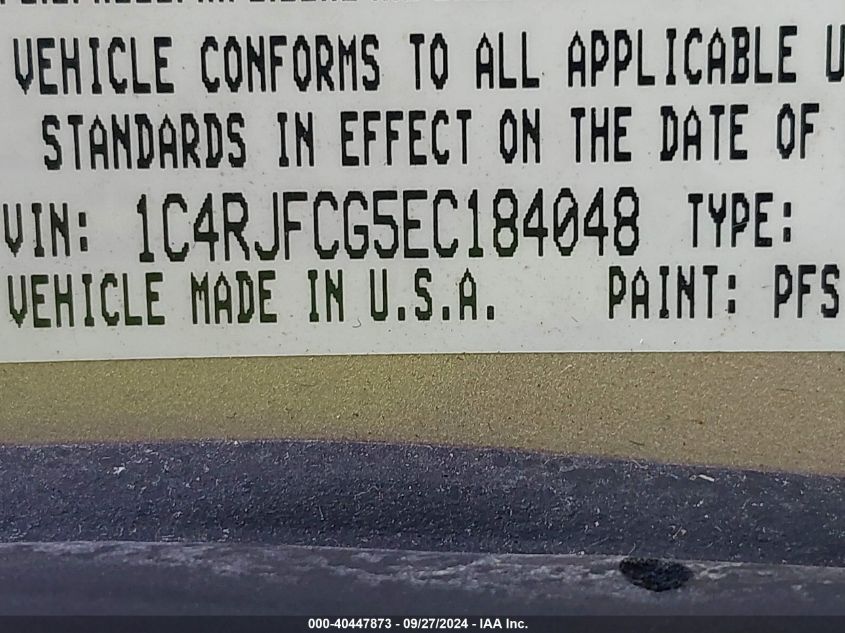 VEHICLE CONFORMS TO ALL APPLICABLE U
STANDARDS IN EFFECT ON THE DATE OF
VIN: 1C4RJFCG5EC184048 TYPE:
VEHICLE MADE IN U.S.A. PAINT: PFS
000-40447873 - 09/27/2024 - IAA Inc.